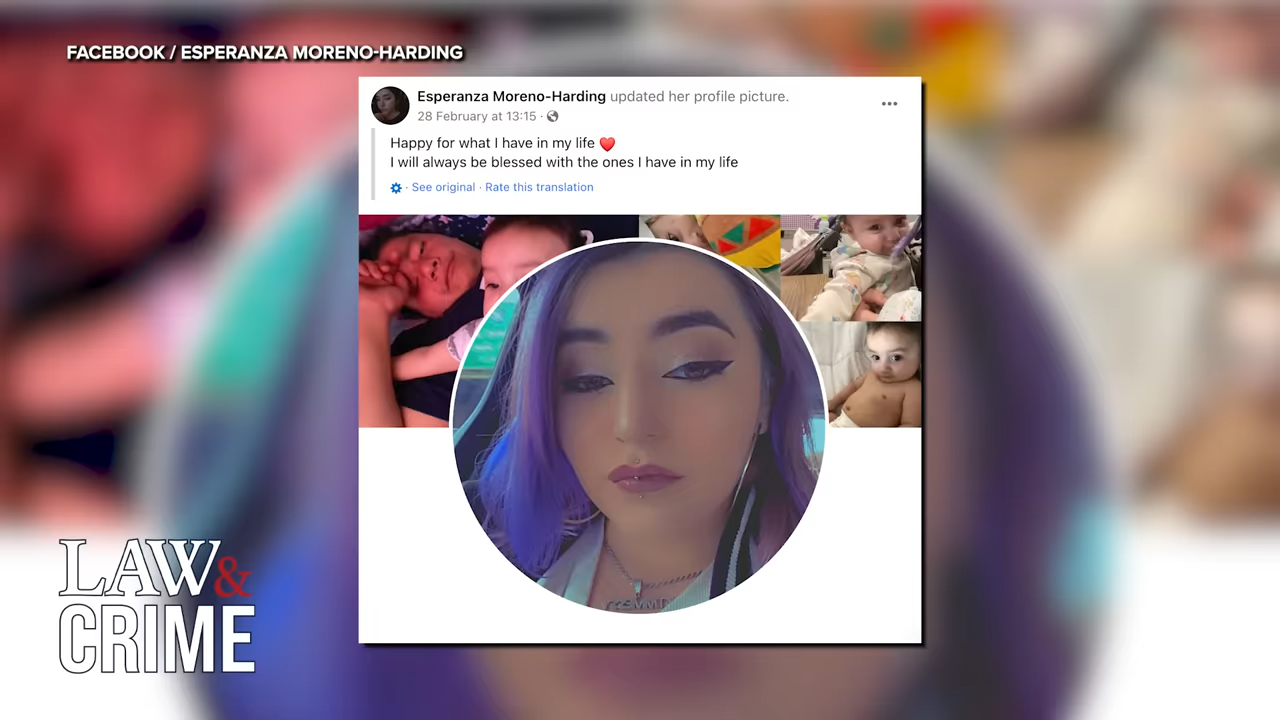 FACEBOOK / ESPERANZA MORENO-HARDING
Esperanza Moreno-Harding updated her profile picture.
28 February at 13:15 ·
Happy for what I have in my life ❤️
I will always be blessed with the ones I have in my life
· See original · Rate this translation
LAW &
CRIME